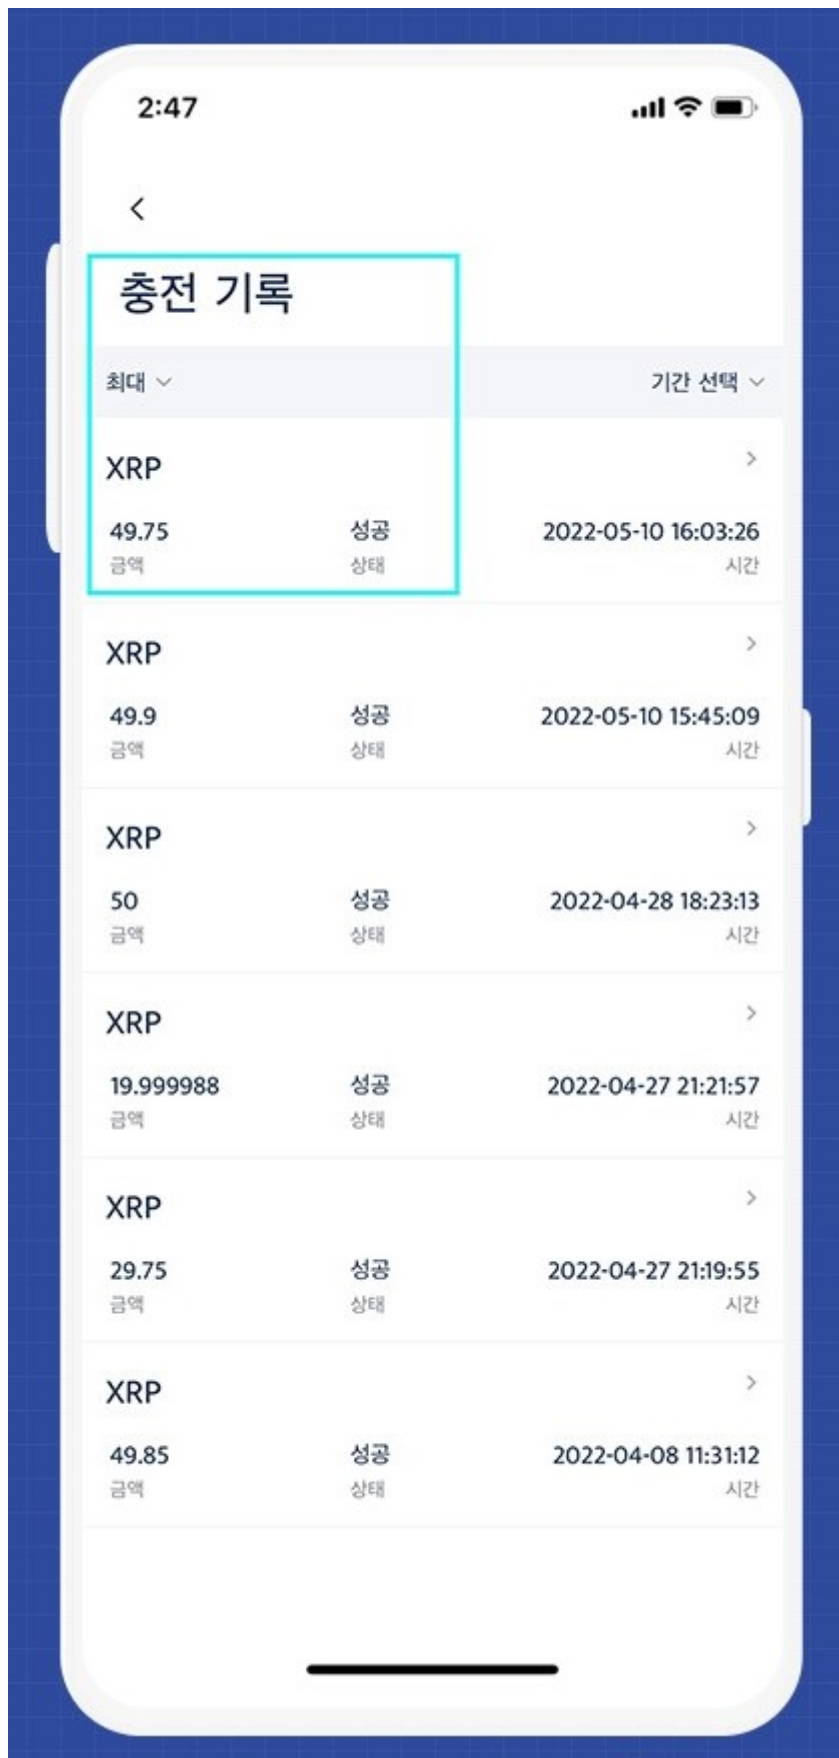 2:47
충전 기록
최대 기간 선택
XRP
49.75 성공 2022-05-10 16:03:26
금액 상태 시간
XRP
49.9 성공 2022-05-10 15:45:09
금액 상태 시간
XRP
50 성공 2022-04-28 18:23:13
금액 상태 시간
XRP
19.999988 성공 2022-04-27 21:21:57
금액 상태 시간
XRP
29.75 성공 2022-04-27 21:19:55
금액 상태 시간
XRP
49.85 성공 2022-04-08 11:31:12
금액 상태 시간